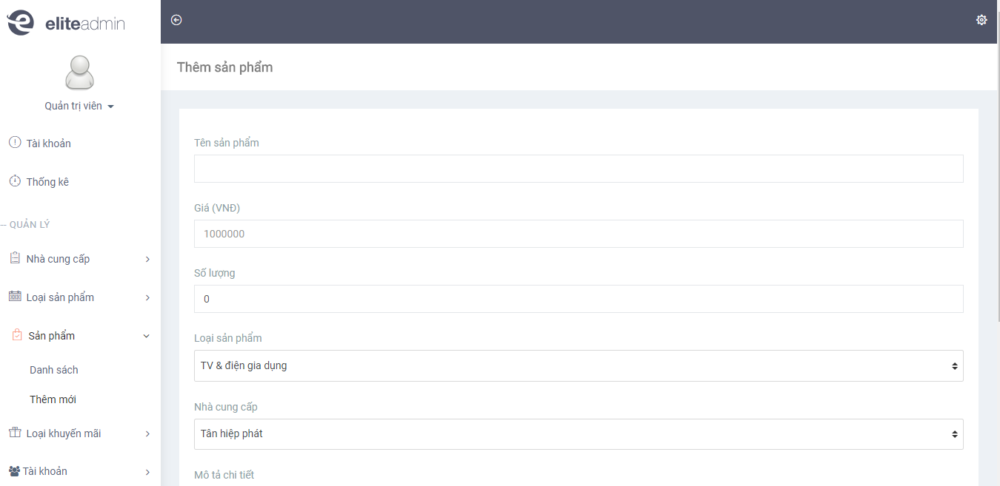 eliteadmin
Quản trị viên
Tài khoản
Thống kê
-- QUẢN LÝ
Nhà cung cấp
Loại sản phẩm
Sản phẩm
Danh sách
Thêm mới
Loại khuyến mãi
Tài khoản
Thêm sản phẩm
Tên sản phẩm
Giá (VNĐ)
1000000
Số lượng
0
Loại sản phẩm
TV & điện gia dụng
Nhà cung cấp
Tân hiệp phát
Mô tả chi tiết